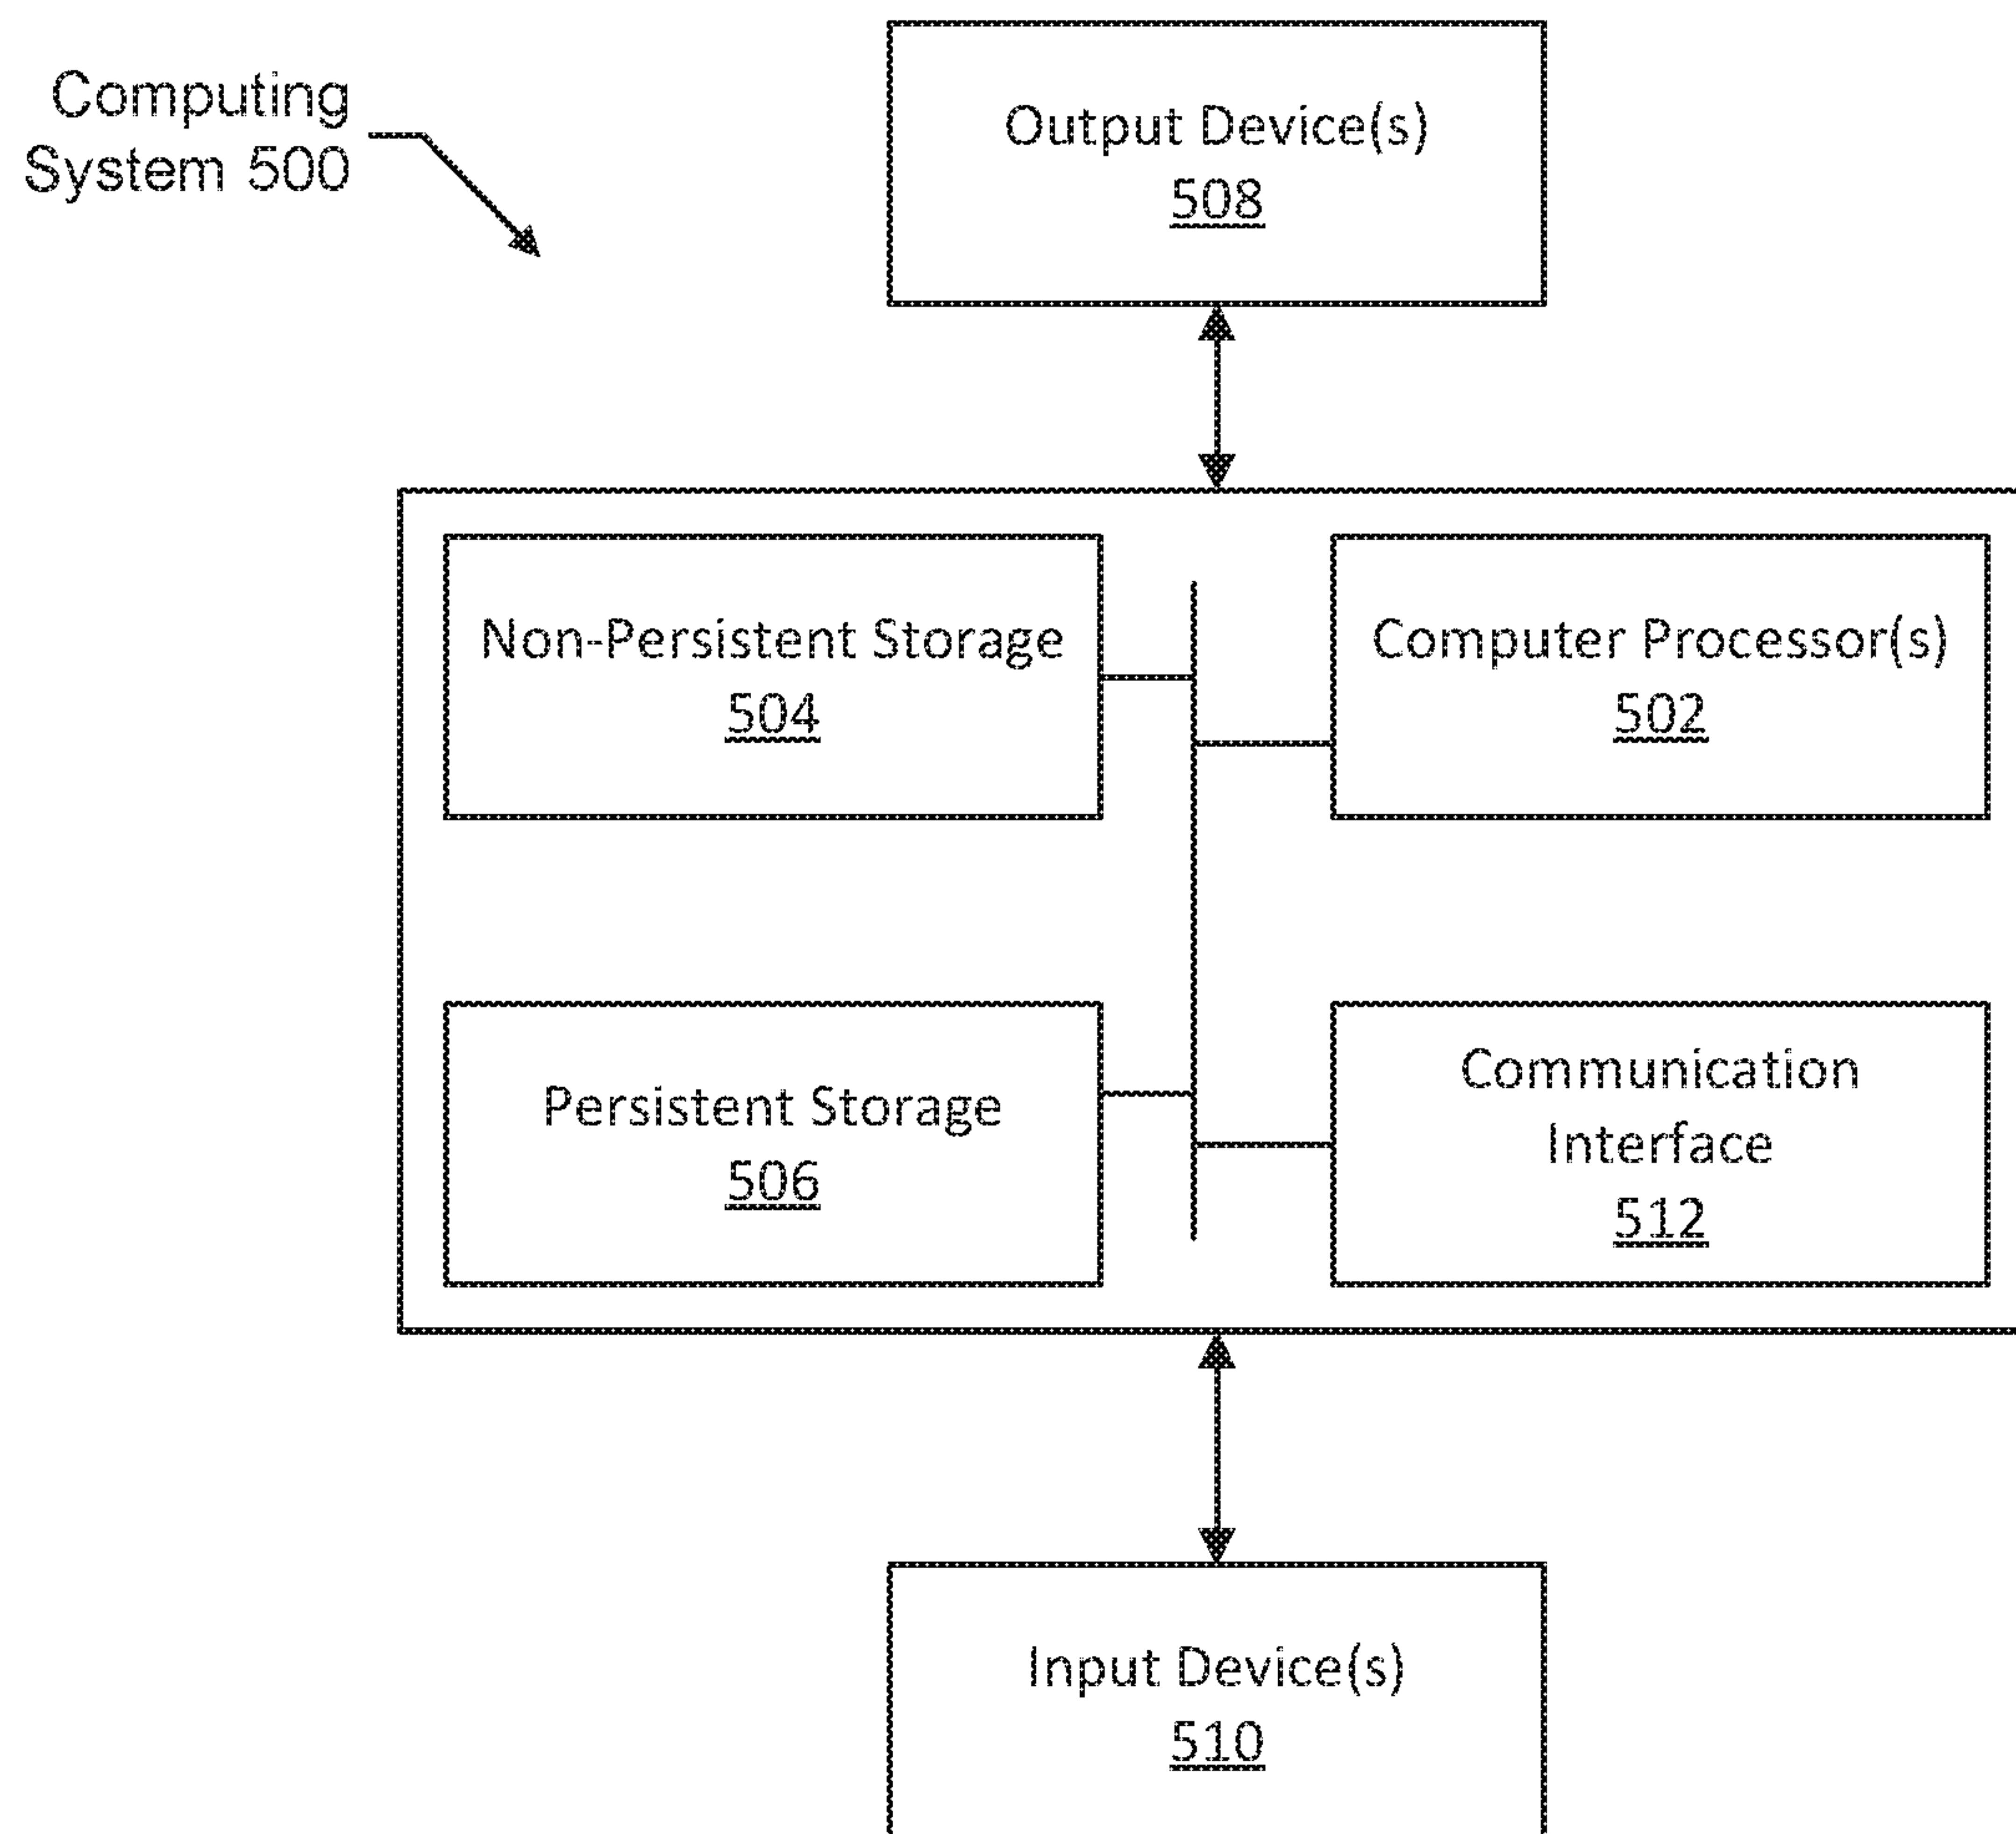 Computing
System 500
Output Device(s)
508
Non-Persistent Storage
504
Computer Processor(s)
502
Persistent Storage
506
Communication
Interface
512
Input Device(s)
510